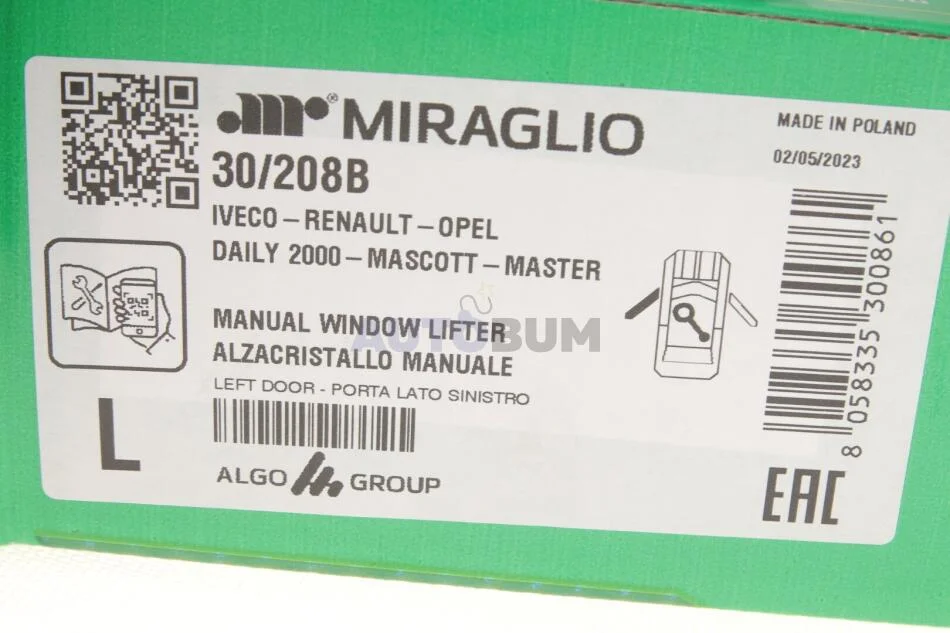 MIRAGLIO
30/208B
IVECO – RENAULT – OPEL
DAILY 2000 – MASCOTT – MASTER
MANUAL WINDOW LIFTER
ALZACRISTALLO MANUALE
LEFT DOOR - PORTA LATO SINISTRO
L
ALGO GROUP
MADE IN POLAND
02/05/2023
8 058335 300861
EAC
AUTOBUM